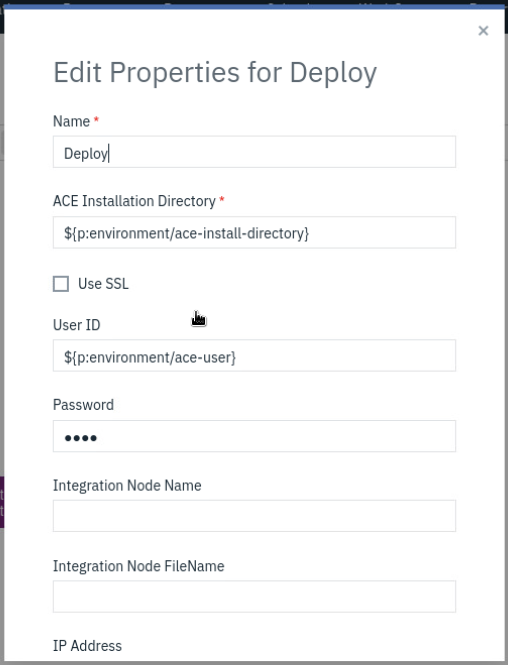 ×
Edit Properties for Deploy
Name *
Deploy
ACE Installation Directory *
${p:environment/ace-install-directory}
Use SSL
User ID
${p:environment/ace-user}
Password
••••
Integration Node Name
Integration Node FileName
IP Address